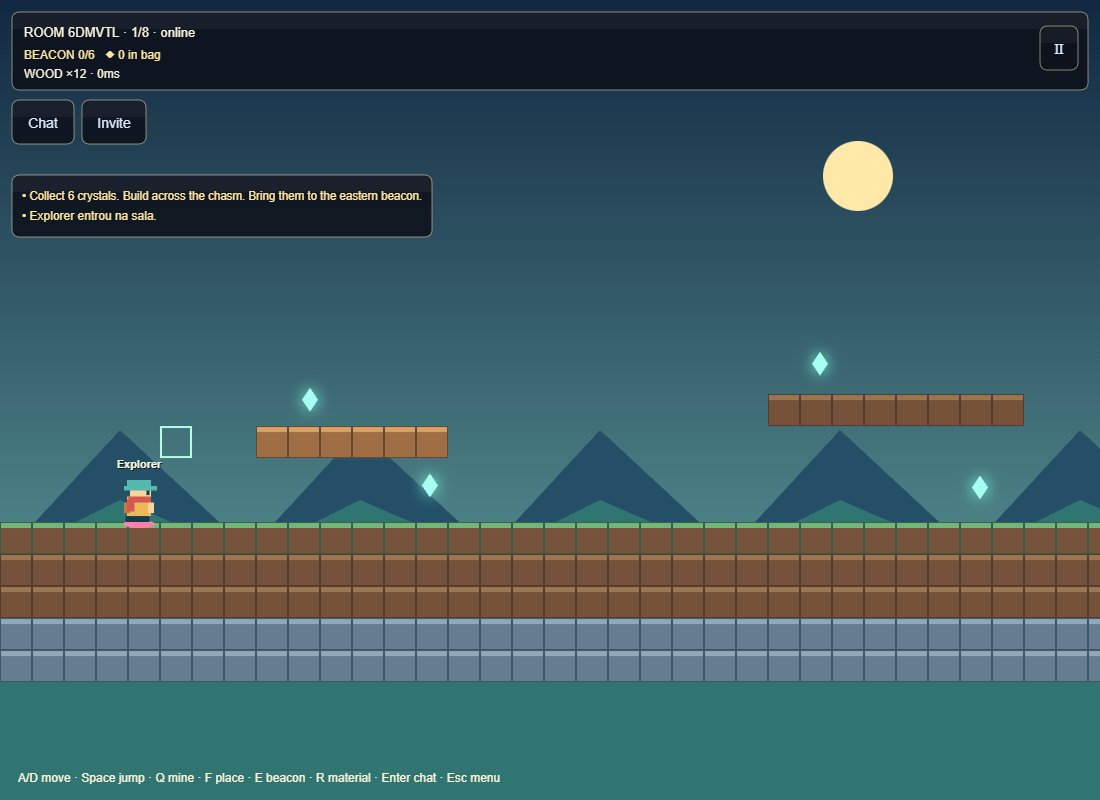 ROOM 6DMVTL · 1/8 · online
BEACON 0/6 ◆ 0 in bag
WOOD ×12 · 0ms
II
Chat
Invite
• Collect 6 crystals. Build across the chasm. Bring them to the eastern beacon.
• Explorer entrou na sala.
Explorer
A/D move · Space jump · Q mine · F place · E beacon · R material · Enter chat · Esc menu